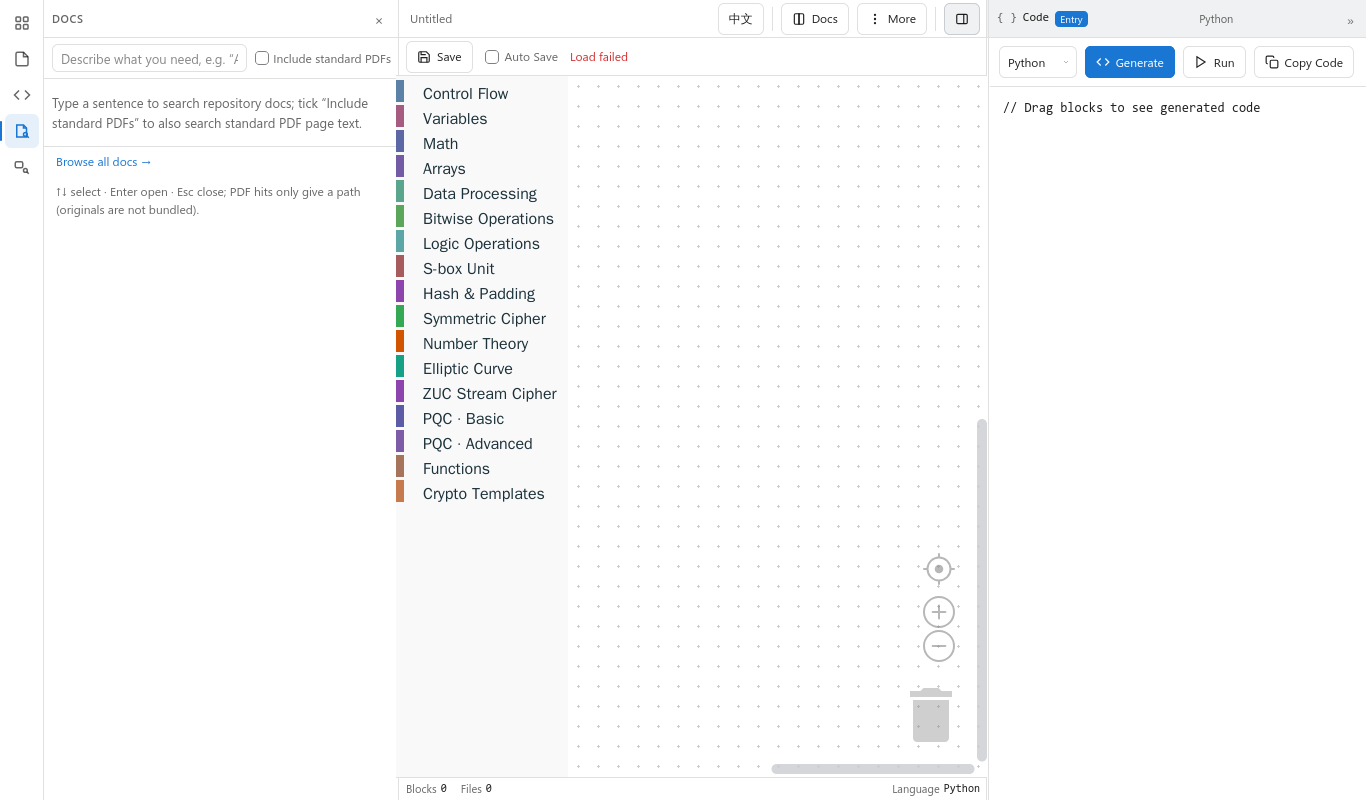 DOCS
×
Describe what you need, e.g. “A
Include standard PDFs
Type a sentence to search repository docs; tick “Include
standard PDFs” to also search standard PDF page text.
Browse all docs →
↑↓ select · Enter open · Esc close; PDF hits only give a path
(originals are not bundled).
Untitled
中文
Docs
More
Save
Auto Save
Load failed
Control Flow
Variables
Math
Arrays
Data Processing
Bitwise Operations
Logic Operations
S-box Unit
Hash & Padding
Symmetric Cipher
Number Theory
Elliptic Curve
ZUC Stream Cipher
PQC · Basic
PQC · Advanced
Functions
Crypto Templates
Blocks 0 Files 0
Language Python
{ } Code Entry
Python
»
Python
Generate
Run
Copy Code
// Drag blocks to see generated code